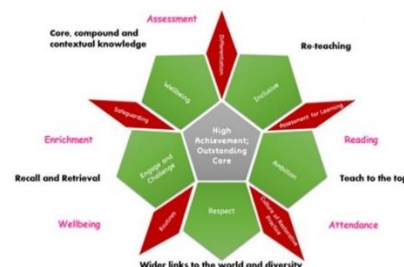 Assessment
Core, compound and
contextual knowledge
Differentiation
Re-teaching
Wellbeing
Inclusive
Safeguarding
Assessment for Learning
Enrichment
High
Achievement;
Outstanding
Care
Reading
Engage and
Challenge
Ambition
Recall and Retrieval
Teach to the top
Wellbeing
Routines
Respect
Culture of Restorative
Practice
Attendance
Wider links to the world and diversity